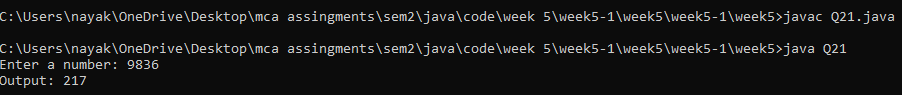 C:\Users\nayak\OneDrive\Desktop\mca assingments\sem2\java\code\week 5\week5-1\week5\week5-1\week5>javac Q21.java
C:\Users\nayak\OneDrive\Desktop\mca assingments\sem2\java\code\week 5\week5-1\week5\week5-1\week5>java Q21
Enter a number: 9836
Output: 217